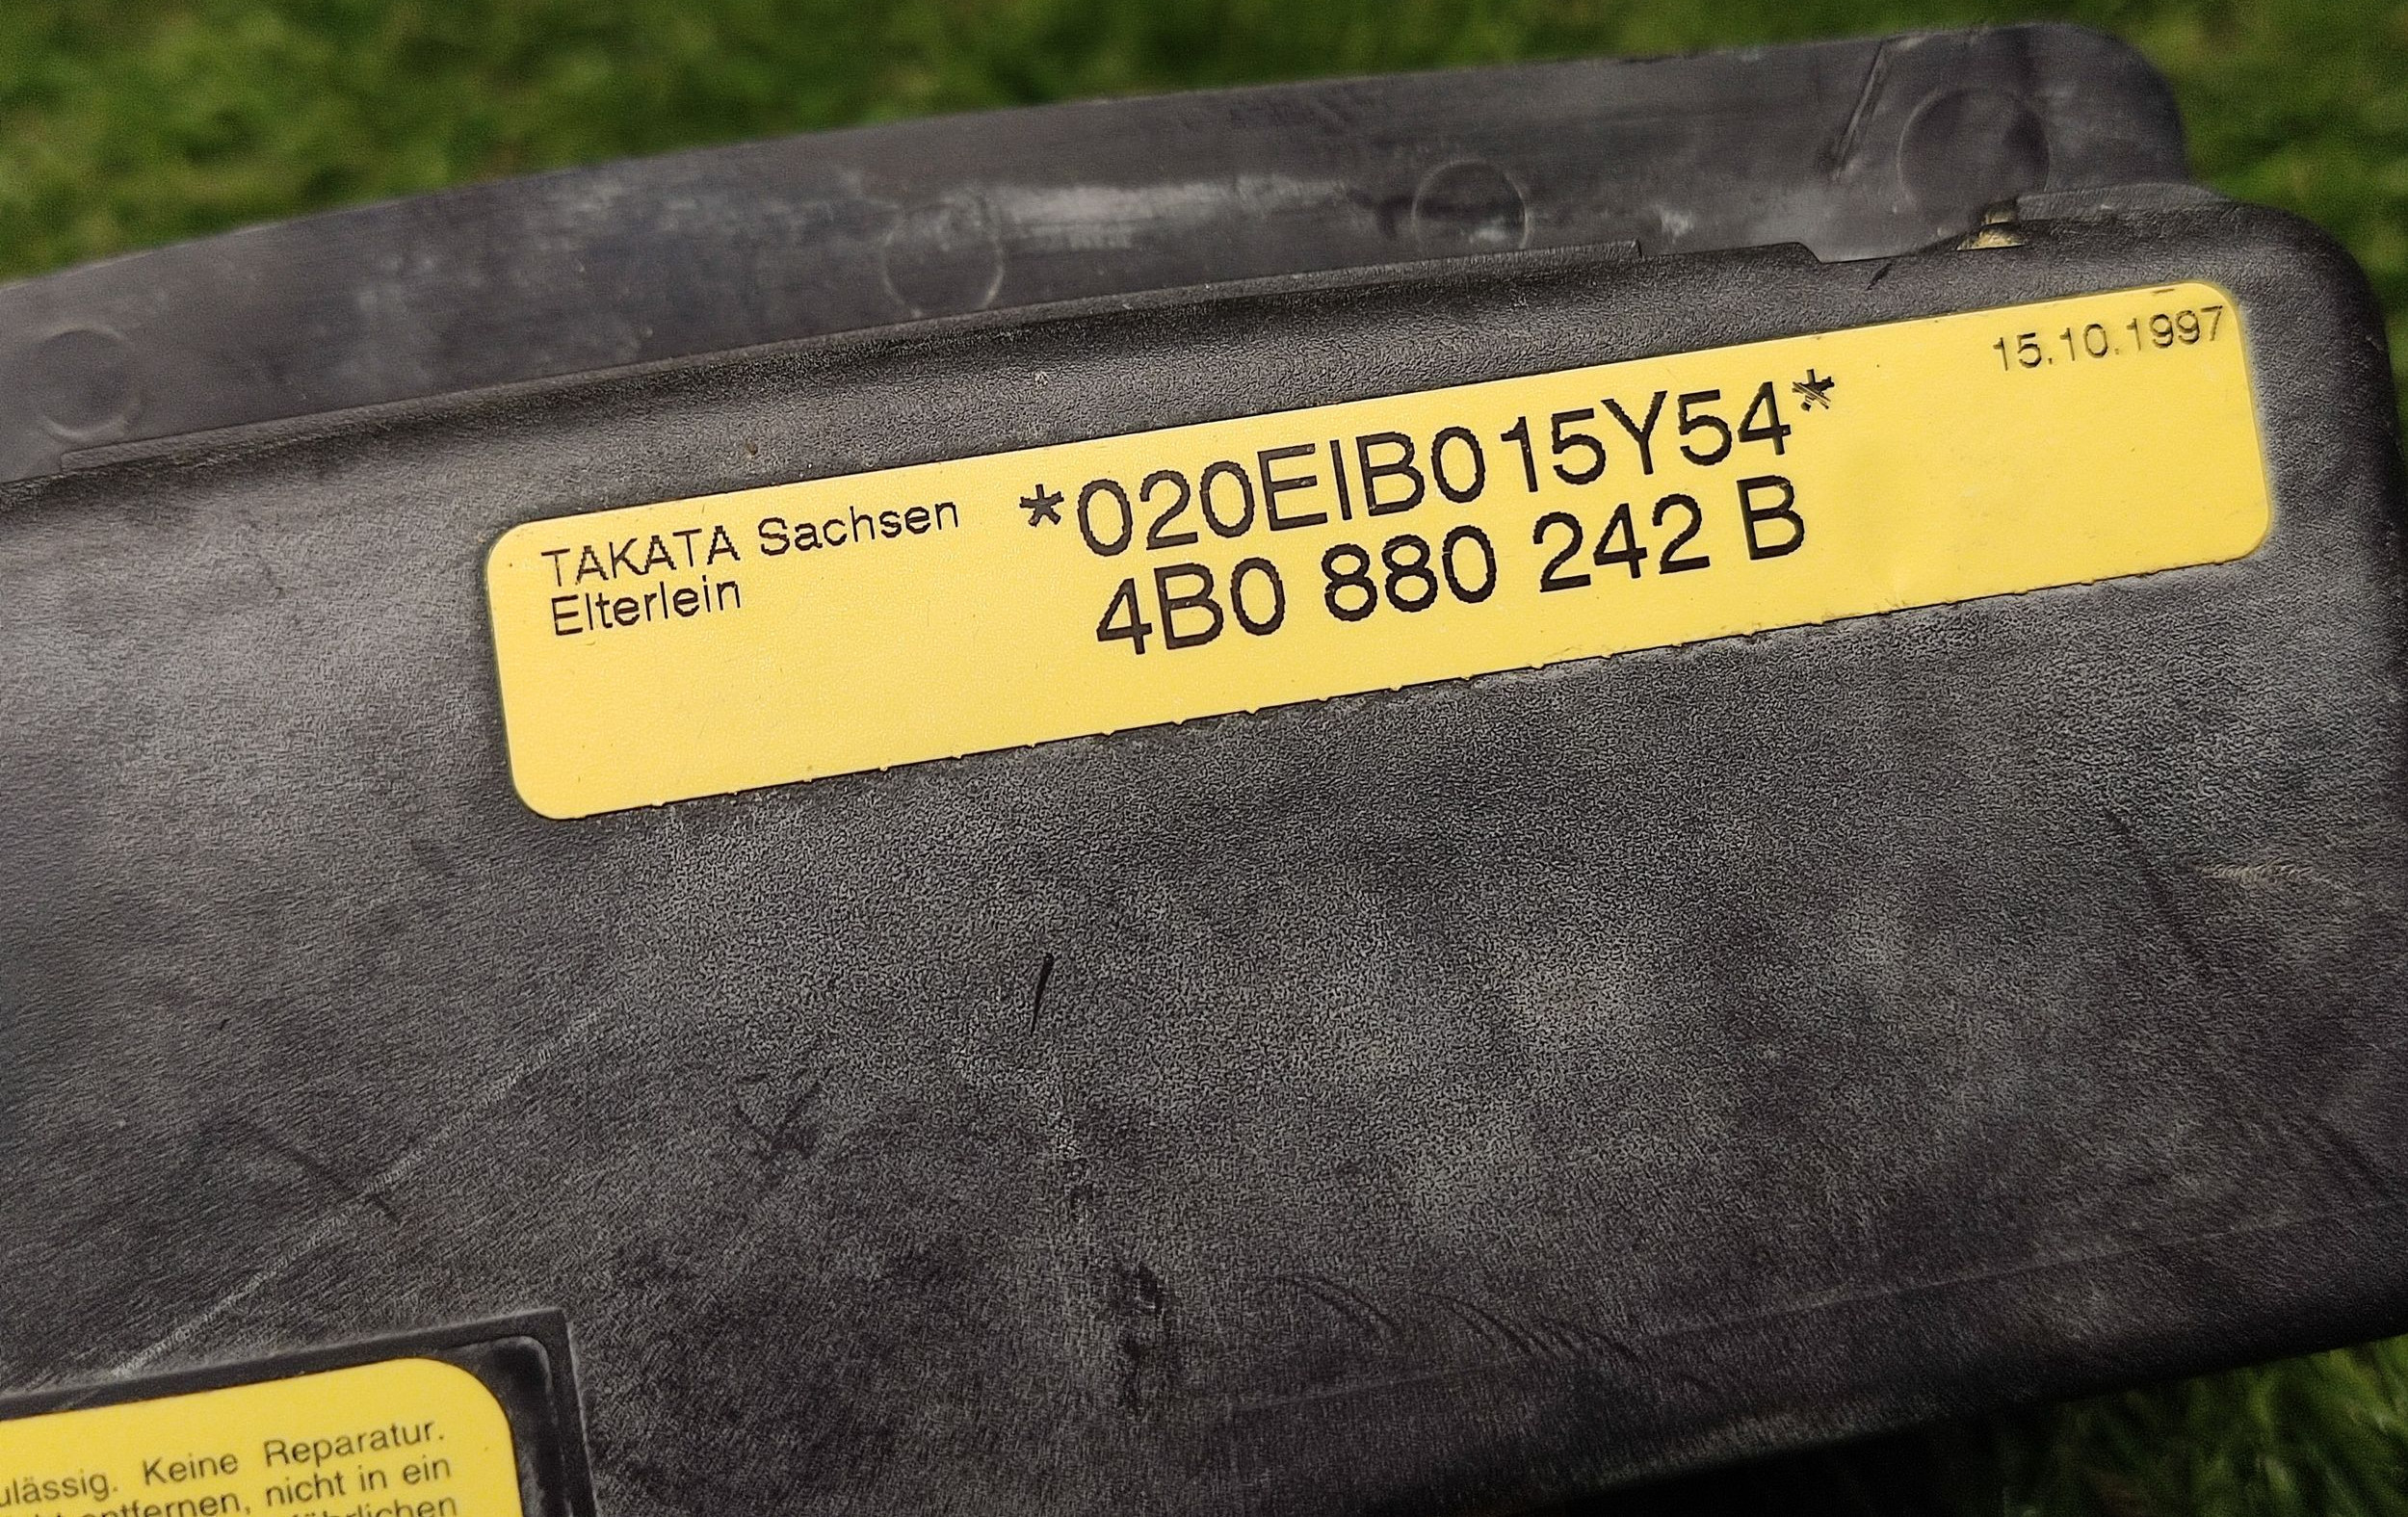 15.10.1997
TAKATA Sachsen
Elterlein
*020EIB015Y54*
4B0 880 242 B
Keine Reparatur.
nicht in ein